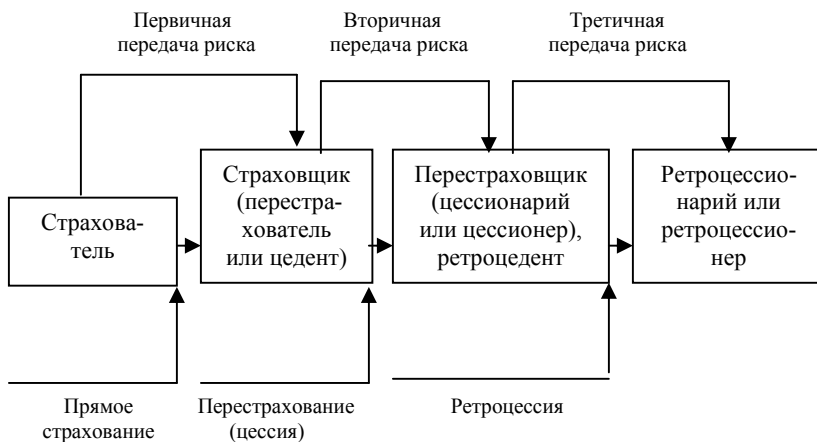 Первичная
передача риска
Вторичная
передача риска
Третичная
передача риска
Страхова-
тель
Страховщик
(перестра-
хователь
или цедент)
Перестраховщик
(цессионарий
или цессионер),
ретроцедент
Ретроцессио-
нарий или
ретроцессио-
нер
Прямое
страхование
Перестрахование
(цессия)
Ретроцессия